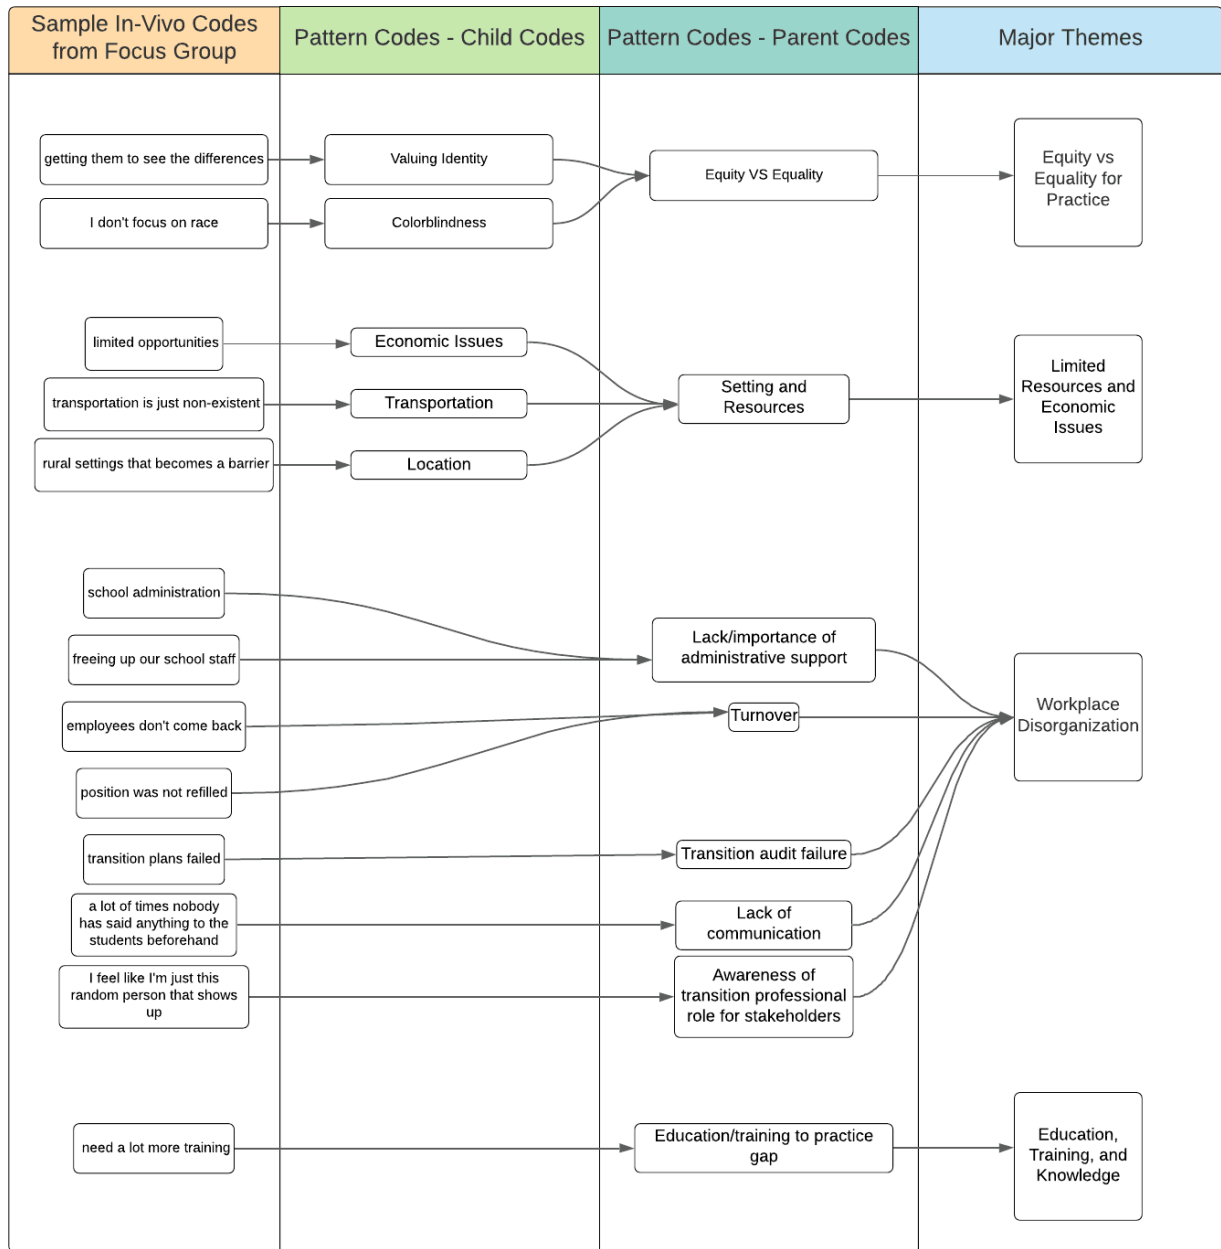 Sample In-Vivo Codes
from Focus Group
Pattern Codes - Child Codes
Pattern Codes - Parent Codes
Major Themes
getting them to see the differences
Valuing Identity
Equity VS Equality
Equity vs
Equality for
Practice
I don't focus on race
Colorblindness
limited opportunities
Economic Issues
transportation is just non-existent
Transportation
Setting and
Resources
Limited
Resources and
Economic
Issues
rural settings that becomes a barrier
Location
school administration
freeing up our school staff
Lack/importance of
administrative support
employees don't come back
Turnover
Workplace
Disorganization
position was not refilled
transition plans failed
Transition audit failure
a lot of times nobody
has said anything to the
students beforehand
Lack of
communication
I feel like I'm just this
random person that shows
up
Awareness of
transition professional
role for stakeholders
need a lot more training
Education/training to practice
gap
Education,
Training, and
Knowledge